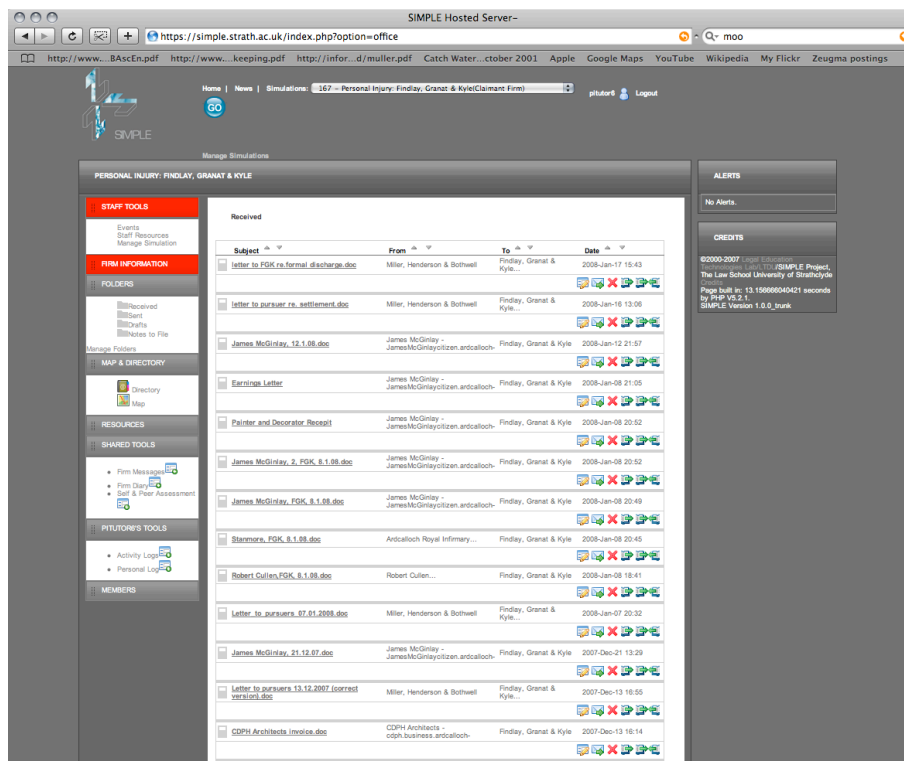 SIMPLE Hosted Server-
https://simple.strath.ac.uk/index.php?option=office
moo
http://www....BAscEn.pdf http://www....keeping.pdf http://infor...d/muller.pdf Catch Water...ctober 2001 Apple Google Maps YouTube Wikipedia My Flickr Zeugma postings
Home | News | Simulations: 167 - Personal Injury: Findlay, Granat & Kyle(Claimant Firm)
pitutor6 Logout
GO
SIMPLE
Manage Simulations
PERSONAL INJURY: FINDLAY, GRANAT & KYLE
STAFF TOOLS
Events
Staff Resources
Manage Simulation
FIRM INFORMATION
FOLDERS
Received
Sent
Drafts
Notes to File
Manage Folders
MAP & DIRECTORY
Directory
Map
RESOURCES
SHARED TOOLS
Firm Messages
Firm Diary
Self & Peer Assessment
PITUTOR6'S TOOLS
Activity Logs
Personal Log
MEMBERS
Received
Subject From To Date
letter to FGK re.formal discharge.doc Miller, Henderson & Bothwell Findlay, Granat & Kyle... 2008-Jan-17 15:43
letter to pursuer re. settlement.doc Miller, Henderson & Bothwell Findlay, Granat & Kyle... 2008-Jan-16 13:06
James McGinlay, 12.1.08.doc James McGinlay - JamesMcGinlaycitizen.ardcalloch- Findlay, Granat & Kyle 2008-Jan-12 21:57
Earnings Letter James McGinlay - JamesMcGinlaycitizen.ardcalloch- Findlay, Granat & Kyle 2008-Jan-08 21:05
Painter and Decorator Recepit James McGinlay - JamesMcGinlaycitizen.ardcalloch- Findlay, Granat & Kyle 2008-Jan-08 20:52
James McGinlay, 2, FGK, 8.1.08.doc James McGinlay - JamesMcGinlaycitizen.ardcalloch- Findlay, Granat & Kyle 2008-Jan-08 20:52
James McGinlay, FGK, 8.1.08.doc James McGinlay - JamesMcGinlaycitizen.ardcalloch- Findlay, Granat & Kyle 2008-Jan-08 20:49
Stanmore, FGK, 8.1.08.doc Ardcalloch Royal Infirmary... Findlay, Granat & Kyle 2008-Jan-08 20:45
Robert Cullen,FGK, 8.1.08.doc Robert Cullen... Findlay, Granat & Kyle 2008-Jan-08 18:41
Letter to pursuers 07.01.2008.doc Miller, Henderson & Bothwell Findlay, Granat & Kyle... 2008-Jan-07 20:32
James McGinlay, 21.12.07.doc James McGinlay - JamesMcGinlaycitizen.ardcalloch- Findlay, Granat & Kyle 2007-Dec-21 13:29
Letter to pursuers 13.12.2007 (correct version).doc Miller, Henderson & Bothwell Findlay, Granat & Kyle... 2007-Dec-13 16:55
CDPH Architects invoice.doc CDPH Architects - cdph.business.ardcalloch- Findlay, Granat & Kyle 2007-Dec-13 16:14
ALERTS
No Alerts.
CREDITS
©2000-2007 Legal Education
Technologies Lab(LTDU)/SIMPLE Project,
The Law School University of Strathclyde
Credits
Page built in: 13.156666040421 seconds
by PHP V5.2.1.
SIMPLE Version 1.0.0_trunk